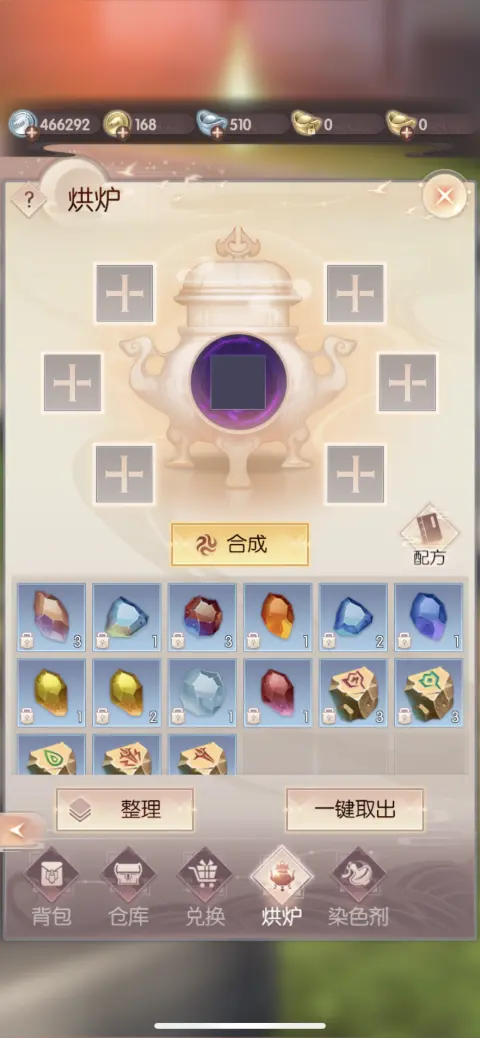 466292 168 510 0 0
? 烘炉
合成
配方
3 1 3 1 2 1
1 2 1 1 3 3
整理 一键取出
背包 仓库 兑换 烘炉 染色剂